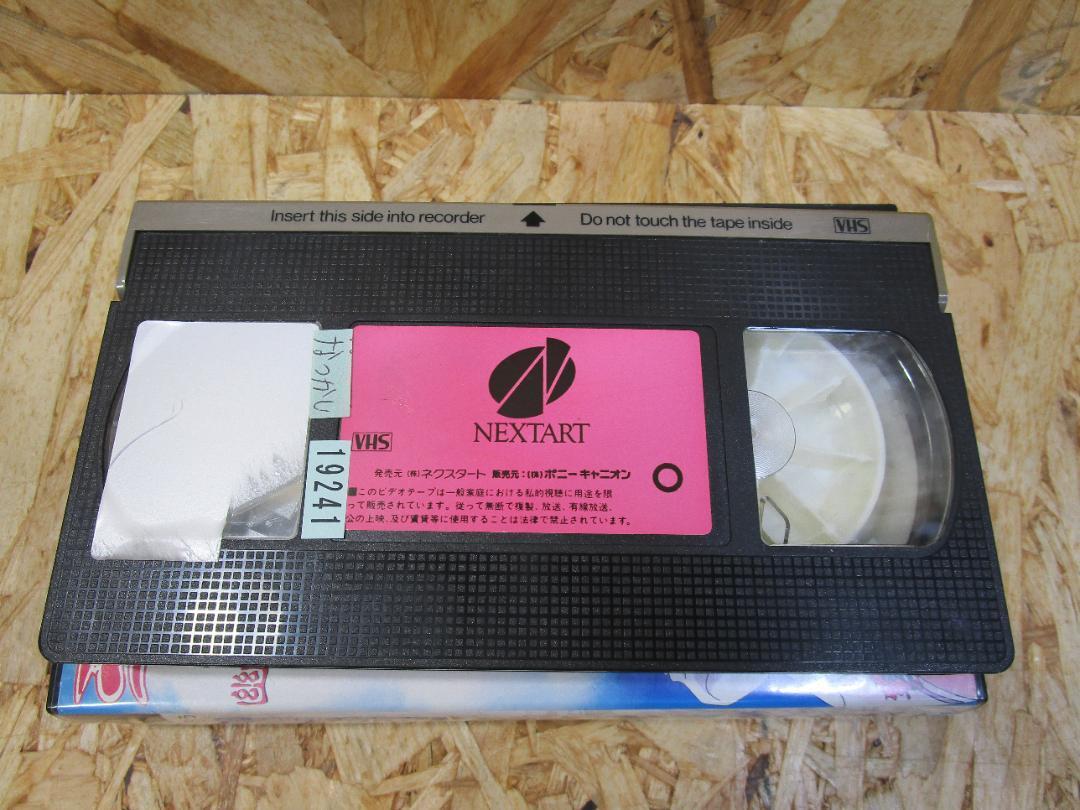 Insert this side into recorder ↑ Do not touch the tape inside VHS
なつかし
NEXTART
VHS
発売元 (株)ネクスタート 販売元:(株)ポニーキャニオン
19241
■このビデオテープは一般家庭における私的視聴に用途を限
って販売されています。従って無断で複製、放送、有線放送、
公の上映、及び賃貸等に使用することは法律で禁止されています。